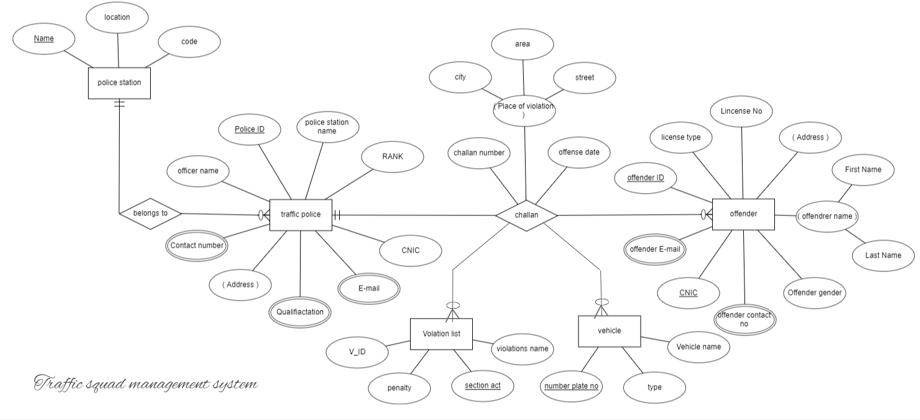 location
Name
code
police station
area
city
street
( Place of violation
)
Lincense No
police station
name
Police ID
license type
( Address )
RANK
challan number
offense date
officer name
First Name
offender ID
belongs to
traffic police
challan
offender
( offendrer name )
Contact number
CNIC
offender E-mail
Last Name
( Address )
E-mail
CNIC
Offender gender
Qualifiactation
offender contact
no
Volation list
vehicle
V_ID
violations name
Vehicle name
penalty
section act
number plate no
type
Traffic squad management system